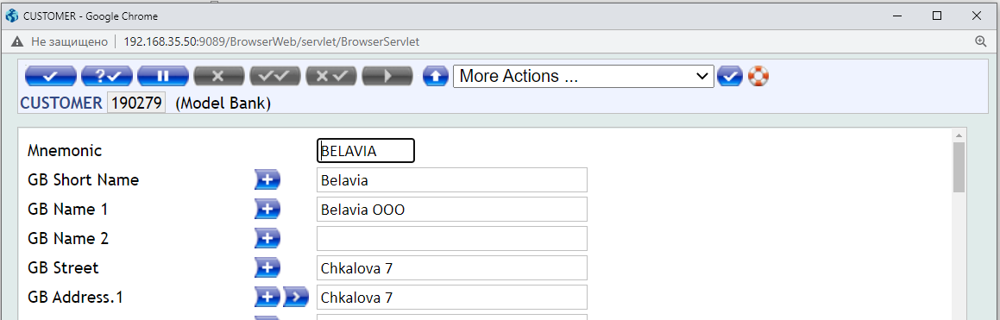 CUSTOMER - Google Chrome
Не защищено 192.168.35.50:9089/BrowserWeb/servlet/BrowserServlet
More Actions ...
CUSTOMER 190279 (Model Bank)
Mnemonic BELAVIA
GB Short Name Belavia
GB Name 1 Belavia OOO
GB Name 2
GB Street Chkalova 7
GB Address.1 Chkalova 7